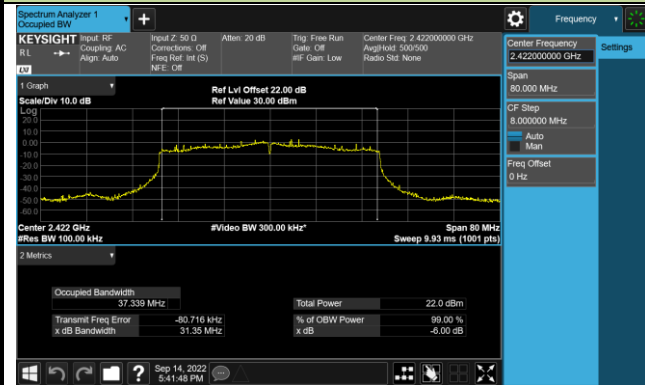 Spectrum Analyzer 1
Occupied BW
Frequency
KEYSIGHT
RL
Input: RF
Coupling: AC
Align: Auto
Input Z: 50 Ω
Corrections: Off
Freq Ref: Int (S)
NFE: Off
Atten: 20 dB
Trig: Free Run
Gate: Off
#IF Gain: Low
Center Freq: 2.422000000 GHz
Avg|Hold: 500/500
Radio Std: None
LXI
Center Frequency
2.422000000 GHz
Settings
Span
80.000 MHz
CF Step
8.000000 MHz
Auto
Man
Freq Offset
0 Hz
1 Graph
Scale/Div 10.0 dB
Ref Lvl Offset 22.00 dB
Ref Value 30.00 dBm
Log
20.0
10.0
0.00
-10.0
-20.0
-30.0
-40.0
-50.0
-60.0
Center 2.422 GHz
#Res BW 100.00 kHz
#Video BW 300.00 kHz*
Span 80 MHz
Sweep 9.93 ms (1001 pts)
2 Metrics
Occupied Bandwidth
37.339 MHz
Total Power 22.0 dBm
Transmit Freq Error -80.716 kHz
% of OBW Power 99.00 %
x dB Bandwidth 31.35 MHz
x dB -6.00 dB
?
Sep 14, 2022
5:41:48 PM